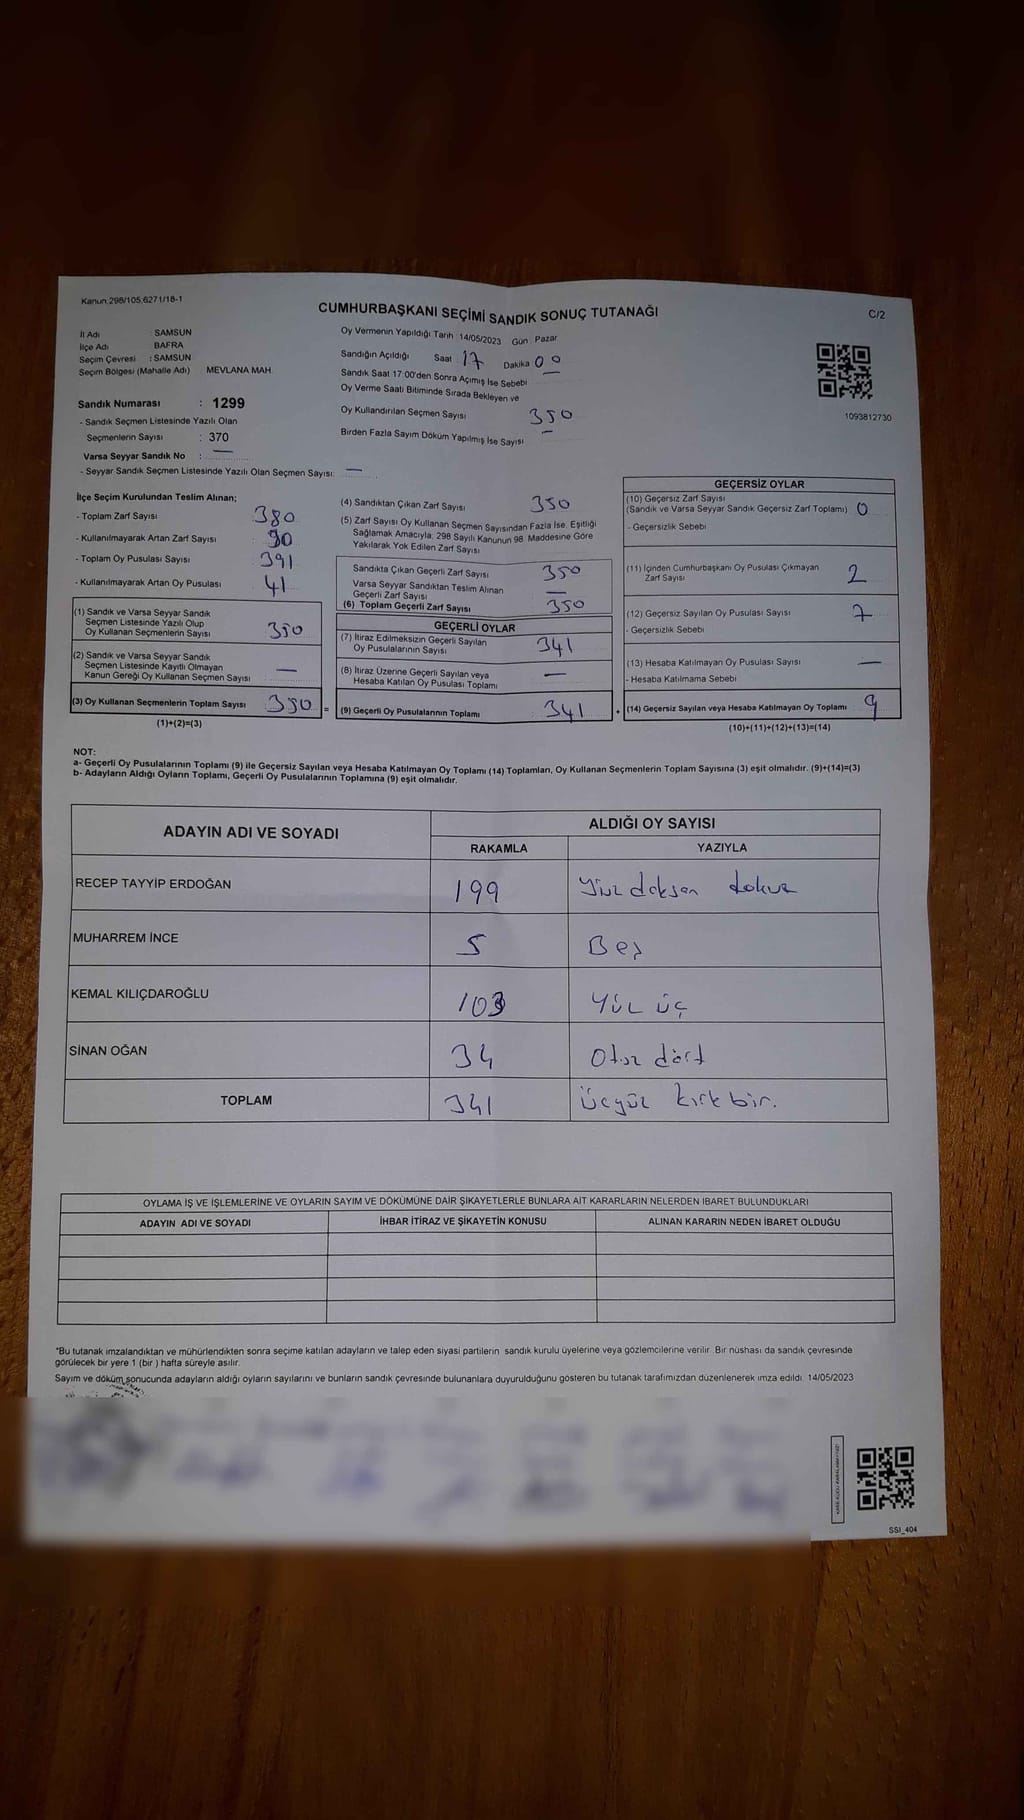 Kanun:298/105,6271/18-1
CUMHURBAŞKANI SEÇİMİ SANDIK SONUÇ TUTANAĞI
C/2
İl Adı SAMSUN
İlçe Adı BAFRA
Seçim Çevresi : SAMSUN
Seçim Bölgesi (Mahalle Adı) MEVLANA MAH.
Sandık Numarası : 1299
- Sandık Seçmen Listesinde Yazılı Olan
Seçmenlerin Sayısı : 370
Varsa Seyyar Sandık No : —
- Seyyar Sandık Seçmen Listesinde Yazılı Olan Seçmen Sayısı: —
Oy Vermenin Yapıldığı Tarih 14/05/2023 Gün : Pazar
Sandığın Açıldığı Saat 17 Dakika 00
Sandık Saat 17:00'den Sonra Açımış İse Sebebi —
Oy Verme Saati Bitiminde Sırada Bekleyen ve
Oy Kullandırılan Seçmen Sayısı 350
Birden Fazla Sayım Döküm Yapılmış İse Sayısı —
1093812730
İlçe Seçim Kurulundan Teslim Alınan;
- Toplam Zarf Sayısı 380
- Kullanılmayarak Artan Zarf Sayısı : 30
- Toplam Oy Pusulası Sayısı 391
- Kullanılmayarak Artan Oy Pusulası 41
(1) Sandık ve Varsa Seyyar Sandık
Seçmen Listesinde Yazılı Olup
Oy Kullanan Seçmenlerin Sayısı 350
(2) Sandık ve Varsa Seyyar Sandık
Seçmen Listesinde Kayıtlı Olmayan
Kanun Gereği Oy Kullanan Seçmen Sayısı —
(3) Oy Kullanan Seçmenlerin Toplam Sayısı 350
(1)+(2)=(3)
=
(4) Sandıktan Çıkan Zarf Sayısı 350
(5) Zarf Sayısı Oy Kullanan Seçmen Sayısından Fazla İse, Eşitliği
Sağlamak Amacıyla, 298 Sayılı Kanunun 98. Maddesine Göre
Yakılarak Yok Edilen Zarf Sayısı
Sandıkta Çıkan Geçerli Zarf Sayısı 350
Varsa Seyyar Sandıktan Teslim Alınan
Geçerli Zarf Sayısı —
(6) Toplam Geçerli Zarf Sayısı 350
GEÇERLİ OYLAR
(7) İtiraz Edilmeksizin Geçerli Sayılan
Oy Pusulalarının Sayısı 341
(8) İtiraz Üzerine Geçerli Sayılan veya
Hesaba Katılan Oy Pusulası Toplamı —
(9) Geçerli Oy Pusulalarının Toplamı 341
+
GEÇERSİZ OYLAR
(10) Geçersiz Zarf Sayısı
(Sandık ve Varsa Seyyar Sandık Geçersiz Zarf Toplamı) 0
- Geçersizlik Sebebi
(11) İçinden Cumhurbaşkanı Oy Pusulası Çıkmayan
Zarf Sayısı 2
(12) Geçersiz Sayılan Oy Pusulası Sayısı 7
- Geçersizlik Sebebi
(13) Hesaba Katılmayan Oy Pusulası Sayısı —
- Hesaba Katılmama Sebebi
(14) Geçersiz Sayılan veya Hesaba Katılmayan Oy Toplamı 9
(10)+(11)+(12)+(13)=(14)
NOT:
a- Geçerli Oy Pusulalarının Toplamı (9) ile Geçersiz Sayılan veya Hesaba Katılmayan Oy Toplamı (14) Toplamları, Oy Kullanan Seçmenlerin Toplam Sayısına (3) eşit olmalıdır. (9)+(14)=(3)
b- Adayların Aldığı Oyların Toplamı, Geçerli Oy Pusulalarının Toplamına (9) eşit olmalıdır.
ADAYIN ADI VE SOYADI ALDIĞI OY SAYISI
RAKAMLA YAZIYLA
RECEP TAYYİP ERDOĞAN 199 Yüz doksan dokuz
MUHARREM İNCE 5 Beş
KEMAL KILIÇDAROĞLU 103 Yüz üç
SİNAN OĞAN 34 Otuz dört
TOPLAM 341 Üçyüz kırkbir.
OYLAMA İŞ VE İŞLEMLERİNE VE OYLARIN SAYIM VE DÖKÜMÜNE DAİR ŞİKAYETLERLE BUNLARA AİT KARARLARIN NELERDEN İBARET BULUNDUKLARI
ADAYIN ADI VE SOYADI İHBAR İTİRAZ VE ŞİKAYETİN KONUSU ALINAN KARARIN NEDEN İBARET OLDUĞU
*Bu tutanak imzalandıktan ve mühürlendikten sonra seçime katılan adayların ve talep eden siyasi partilerin sandık kurulu üyelerine veya gözlemcilerine verilir. Bir nüshası da sandık çevresinde
görülecek bir yere 1 (bir ) hafta süreyle asılır.
Sayım ve döküm sonucunda adayların aldığı oyların sayılarını ve bunların sandık çevresinde bulunanlara duyurulduğunu gösteren bu tutanak tarafımızdan düzenlenerek imza edildi. 14/05/2023
SSI_404